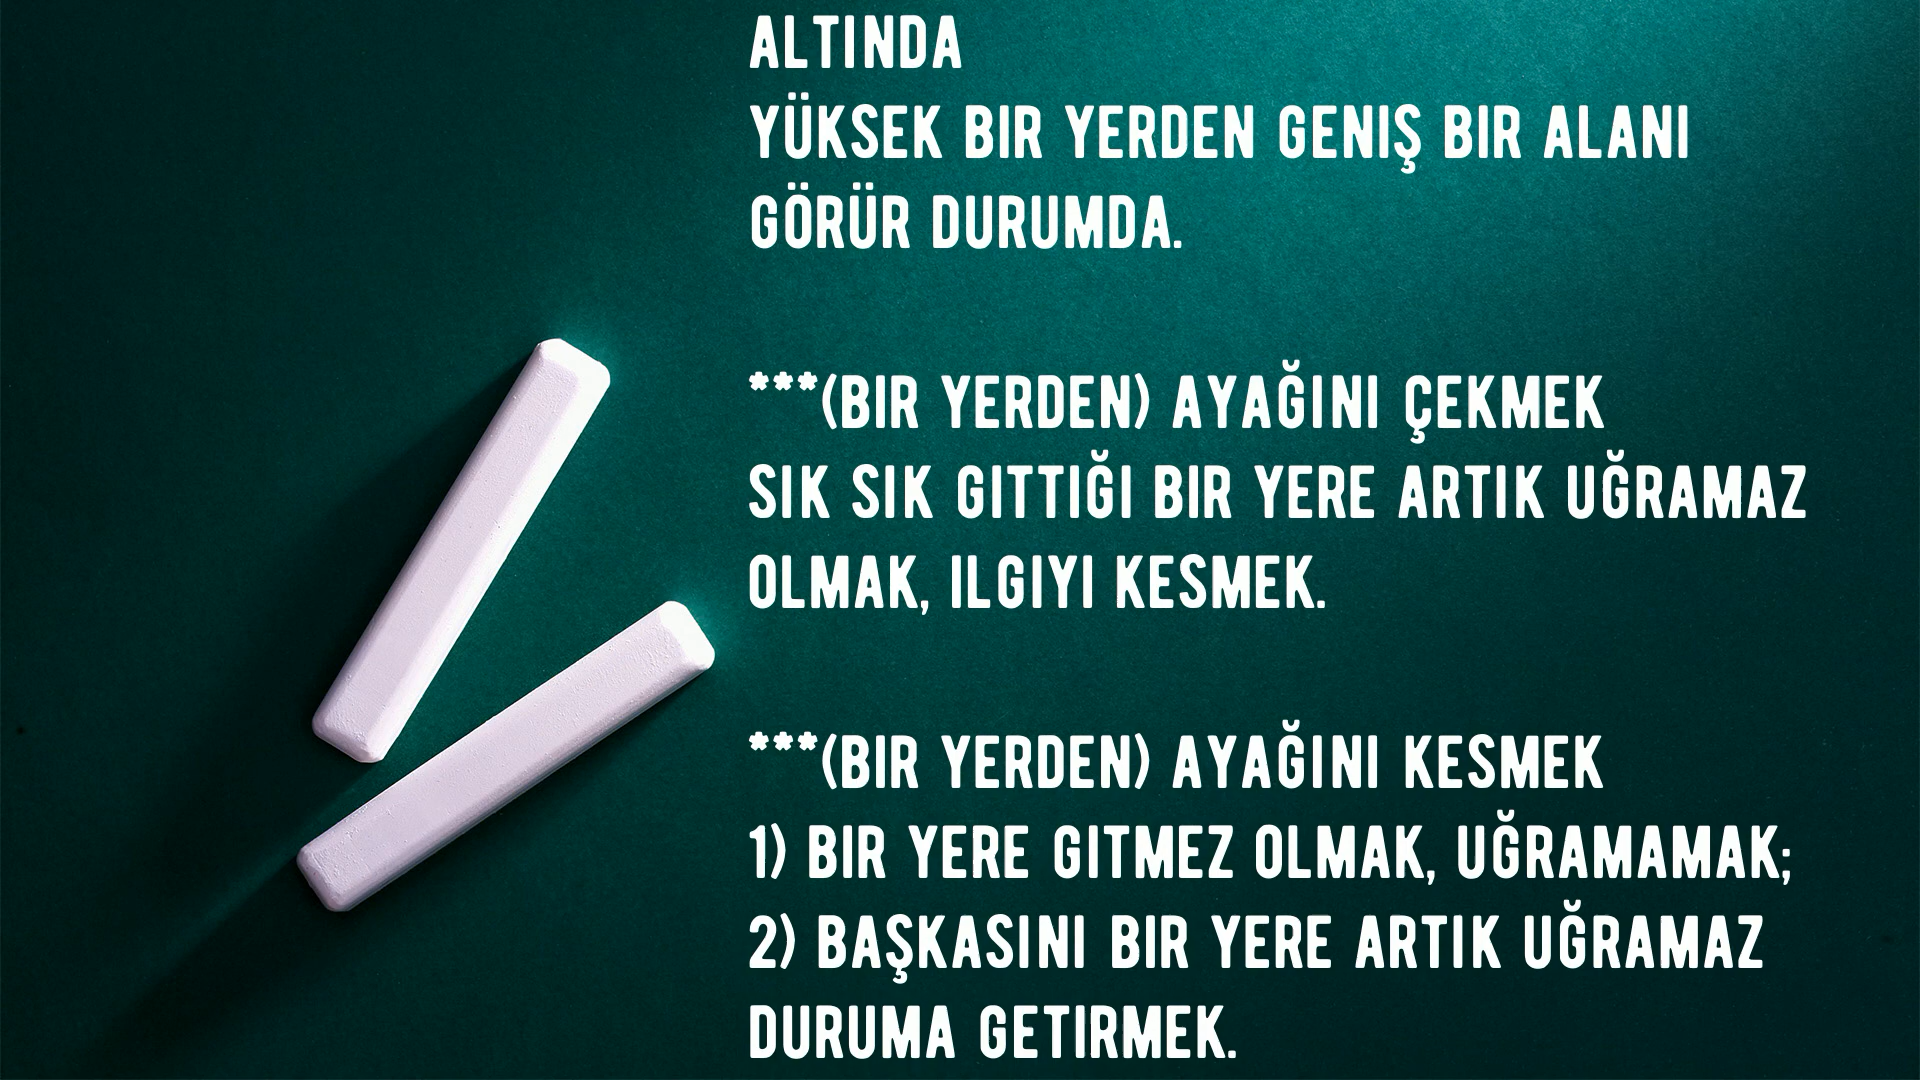 ALTINDA
YÜKSEK BIR YERDEN GENIŞ BIR ALANI
GÖRÜR DURUMDA.
***(BIR YERDEN) AYAĞINI ÇEKMEK
SIK SIK GITTIĞI BIR YERE ARTIK UĞRAMAZ
OLMAK, ILGIYI KESMEK.
***(BIR YERDEN) AYAĞINI KESMEK
1) BIR YERE GITMEZ OLMAK, UĞRAMAMAK;
2) BAŞKASINI BIR YERE ARTIK UĞRAMAZ
DURUMA GETIRMEK.